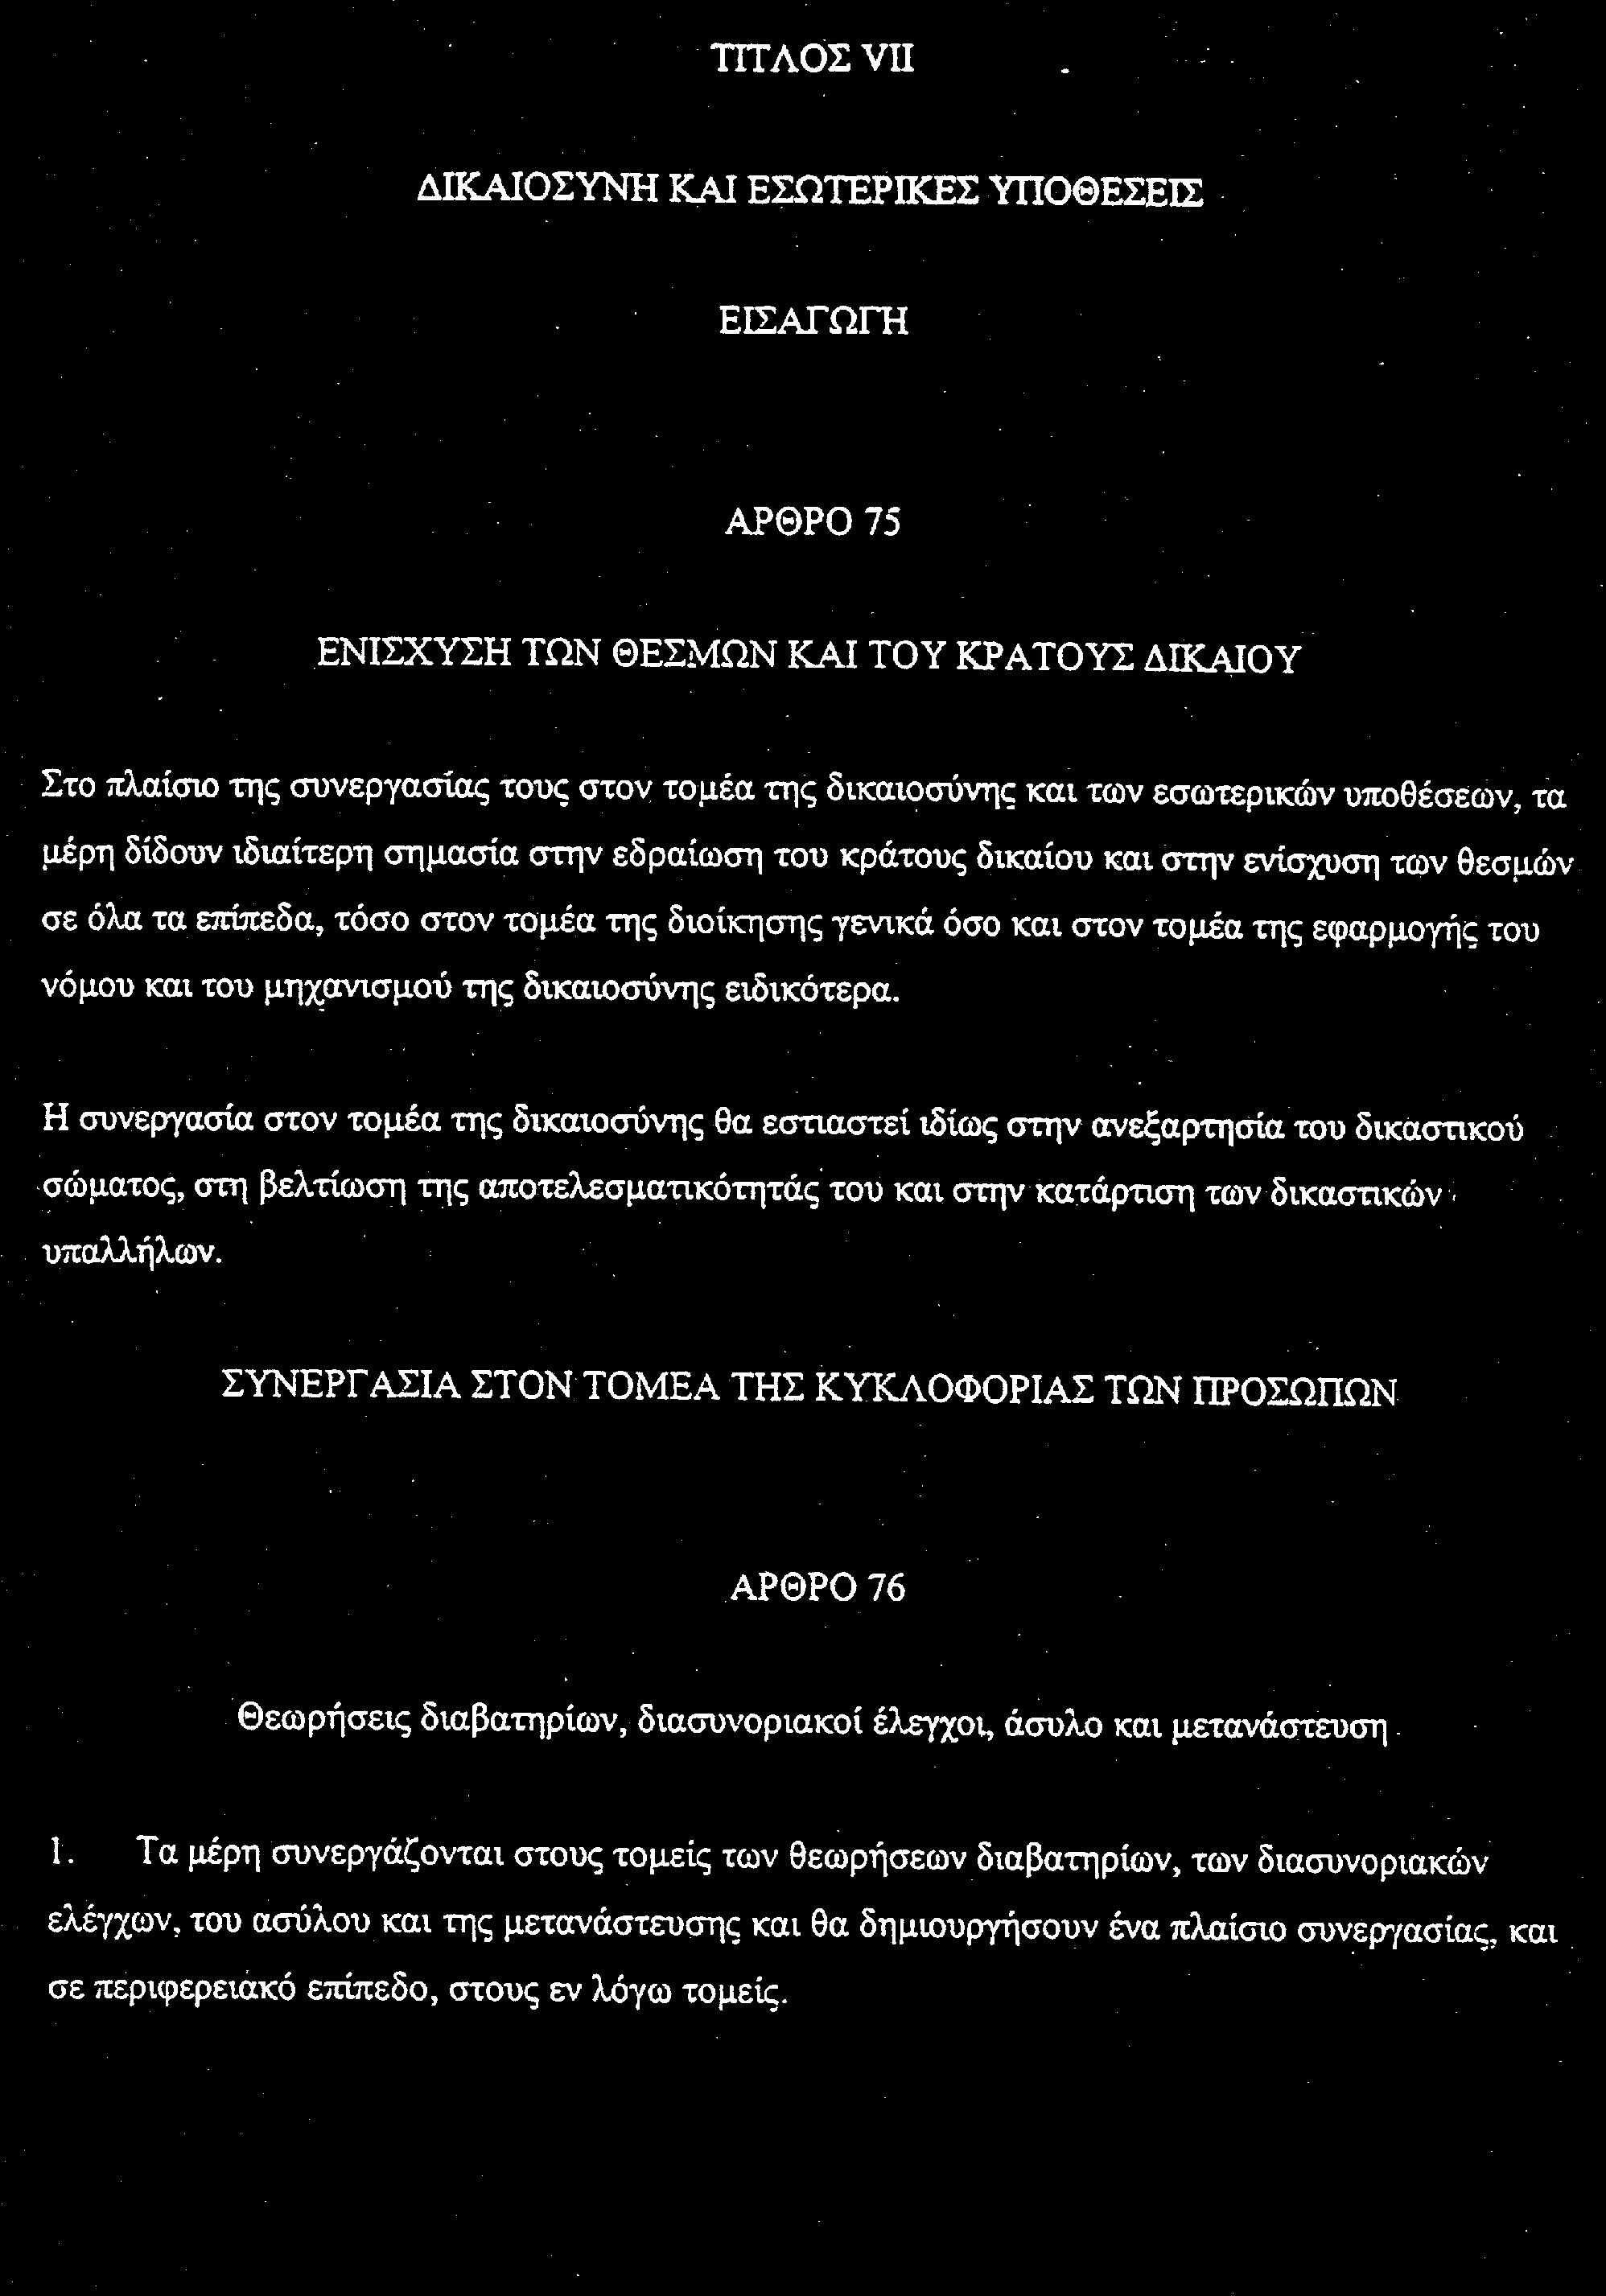 ΤΙΤΛΟΣ VII
ΔΙΚΑΙΟΣΥΝΗ ΚΑΙ ΕΣΩΤΕΡΙΚΕΣ ΥΠΟΘΕΣΕΙΣ
ΕΙΣΑΓΩΓΗ
ΑΡΘΡΟ 75
ΕΝΙΣΧΥΣΗ ΤΩΝ ΘΕΣΜΩΝ ΚΑΙ ΤΟΥ ΚΡΑΤΟΥΣ ΔΙΚΑΙΟΥ
Στο πλαίσιο της συνεργασίας τους στον τομέα της δικαιοσύνης και των εσωτερικών υποθέσεων, τα
μέρη δίδουν ιδιαίτερη σημασία στην εδραίωση του κράτους δικαίου και στην ενίσχυση των θεσμών
σε όλα τα επίπεδα, τόσο στον τομέα της διοίκησης γενικά όσο και στον τομέα της εφαρμογής του
νόμου και του μηχανισμού της δικαιοσύνης ειδικότερα.
Η συνεργασία στον τομέα της δικαιοσύνης θα εστιαστεί ιδίως στην ανεξαρτησία του δικαστικού
σώματος, στη βελτίωση της αποτελεσματικότητάς του και στην κατάρτιση των δικαστικών
υπαλλήλων.
ΣΥΝΕΡΓΑΣΙΑ ΣΤΟΝ ΤΟΜΕΑ ΤΗΣ ΚΥΚΛΟΦΟΡΙΑΣ ΤΩΝ ΠΡΟΣΩΠΩΝ
ΑΡΘΡΟ 76
Θεωρήσεις διαβατηρίων, διασυνοριακοί έλεγχοι, άσυλο και μετανάστευση
1. Τα μέρη συνεργάζονται στους τομείς των θεωρήσεων διαβατηρίων, των διασυνοριακών
ελέγχων, του ασύλου και της μετανάστευσης και θα δημιουργήσουν ένα πλαίσιο συνεργασίας, και
σε περιφερειακό επίπεδο, στους εν λόγω τομείς.